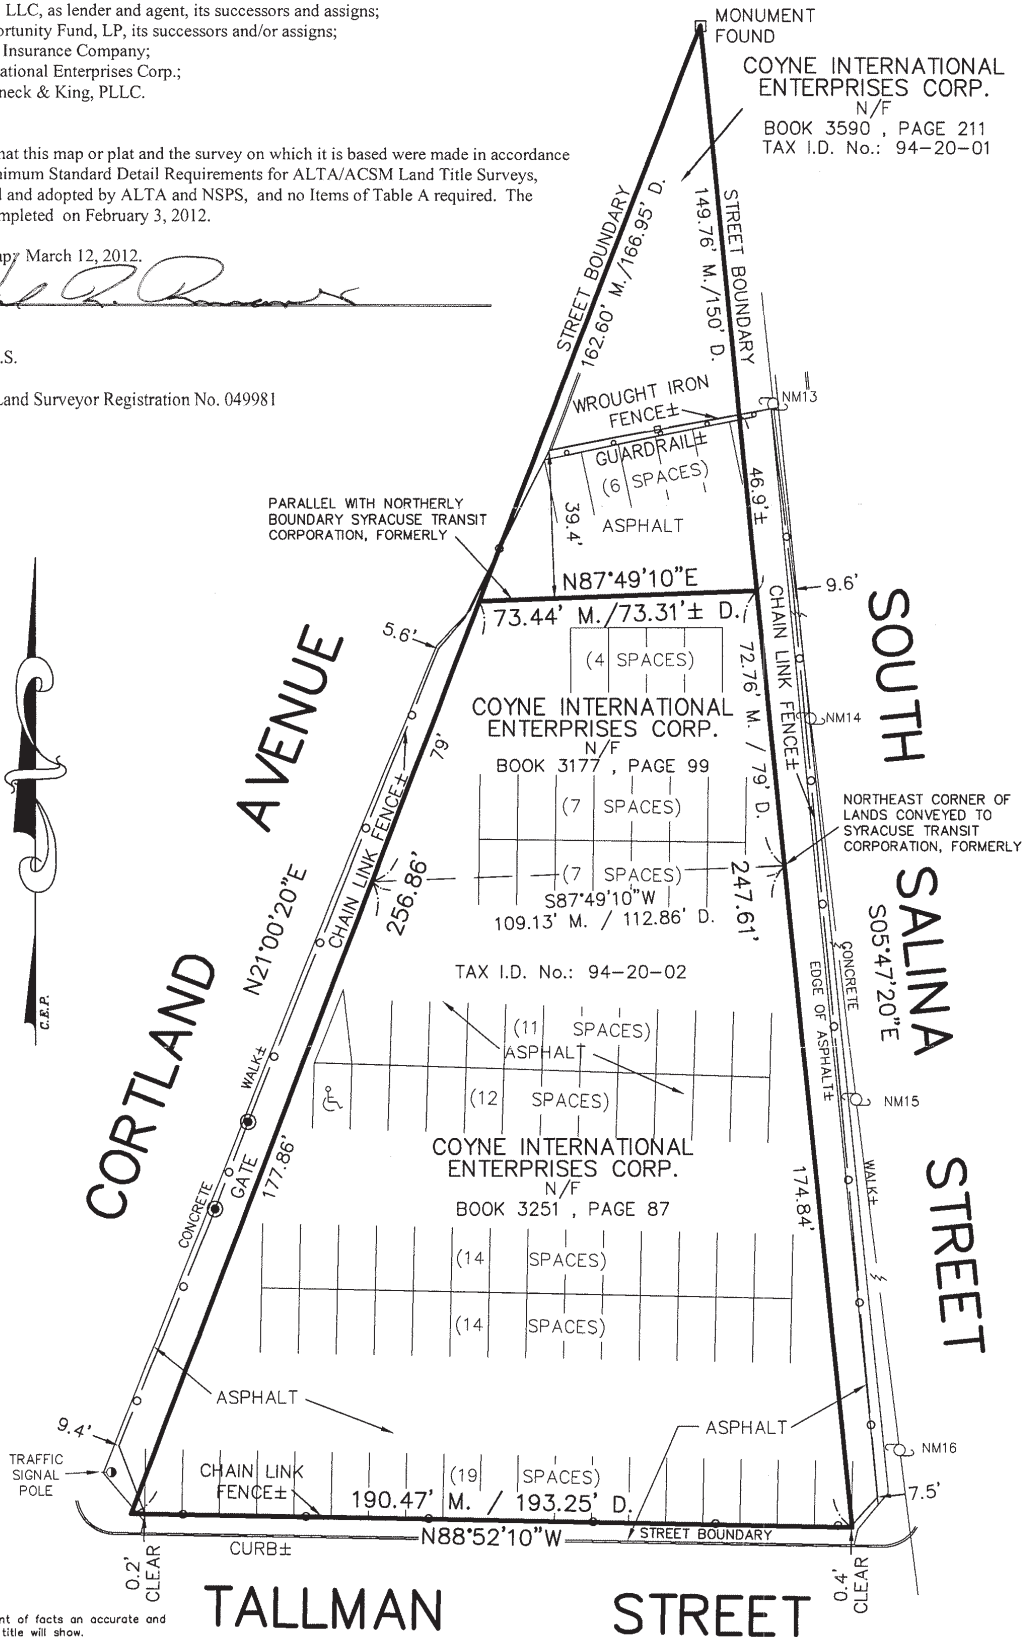 LLC, as lender and agent, its successors and assigns;
ortunity Fund, LP, its successors and/or assigns;
Insurance Company;
ational Enterprises Corp.;
neck & King, PLLC.
hat this map or plat and the survey on which it is based were made in accordance
nimum Standard Detail Requirements for ALTA/ACSM Land Title Surveys,
d and adopted by ALTA and NSPS, and no Items of Table A required. The
mpleted on February 3, 2012.
ap: March 12, 2012.
.S.
Land Surveyor Registration No. 049981
MONUMENT
FOUND
COYNE INTERNATIONAL
ENTERPRISES CORP.
N/F
BOOK 3590 , PAGE 211
TAX I.D. No.: 94-20-01
STREET BOUNDARY
162.60' M./166.95' D.
STREET BOUNDARY
149.76' M./150' D.
WROUGHT IRON
FENCE±
NM13
GUARDRAIL±
(6 SPACES)
ASPHALT
39.4'
46.9'±
PARALLEL WITH NORTHERLY
BOUNDARY SYRACUSE TRANSIT
CORPORATION, FORMERLY
N87°49'10"E
73.44' M./73.31'± D.
9.6'
5.6'
CHAIN LINK FENCE±
(4 SPACES)
72.76' M. / 79' D.
COYNE INTERNATIONAL
ENTERPRISES CORP.
N/F
BOOK 3177 , PAGE 99
NM14
79'
CHAIN LINK FENCE±
(7 SPACES)
NORTHEAST CORNER OF
LANDS CONVEYED TO
SYRACUSE TRANSIT
CORPORATION, FORMERLY
(7 SPACES)
S87°49'10"W
109.13' M. / 112.86' D.
256.86'
247.61'
N21°00'20"E
TAX I.D. No.: 94-20-02
S05°47'20"E
CONCRETE
EDGE OF ASPHALT±
C.E.P.
(11 SPACES)
ASPHALT
(12 SPACES)
WALK±
NM15
COYNE INTERNATIONAL
ENTERPRISES CORP.
N/F
BOOK 3251 , PAGE 87
GATE
177.86'
174.84'
WALK±
CONCRETE
(14 SPACES)
(14 SPACES)
ASPHALT
ASPHALT
9.4'
TRAFFIC
SIGNAL
POLE
NM16
CHAIN LINK
FENCE±
(19 SPACES)
190.47' M. / 193.25' D.
7.5'
N88°52'10"W
STREET BOUNDARY
CURB±
0.2'
CLEAR
0.4'
CLEAR
CORTLAND AVENUE
SOUTH SALINA STREET
TALLMAN STREET
nt of facts an accurate and
title will show.